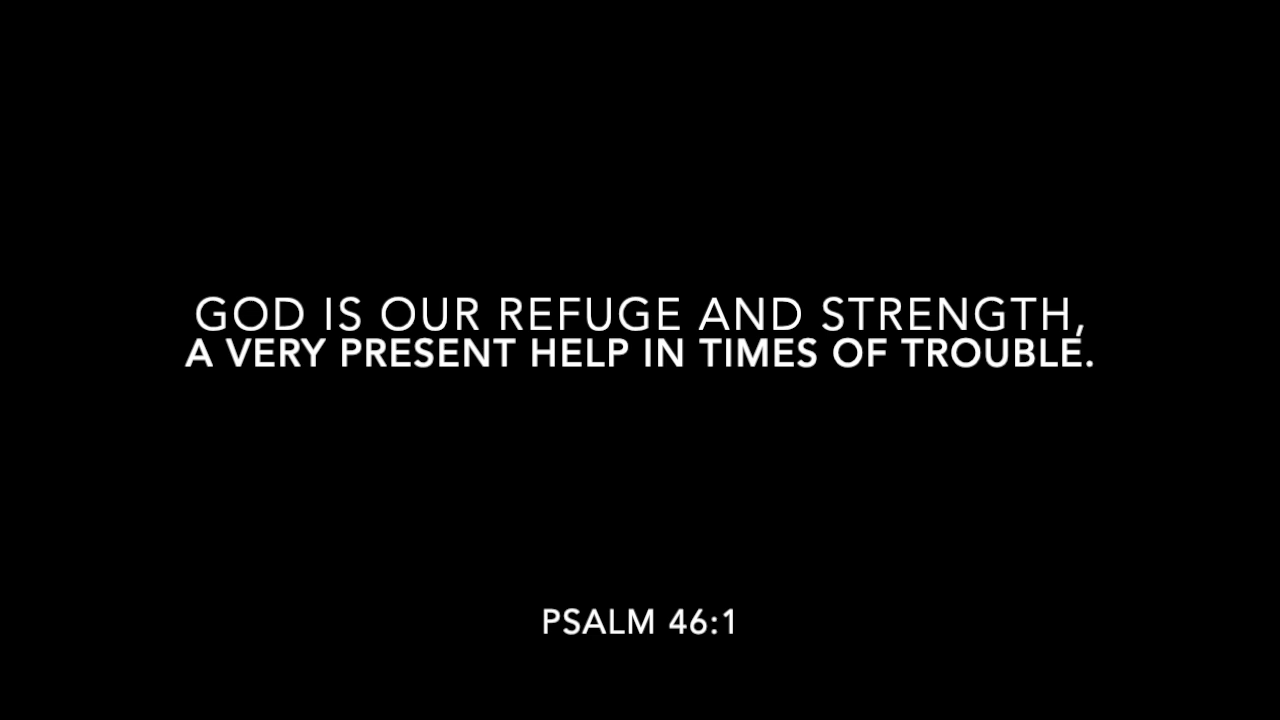 GOD IS OUR REFUGE AND STRENGTH,
A VERY PRESENT HELP IN TIMES OF TROUBLE.
PSALM 46:1